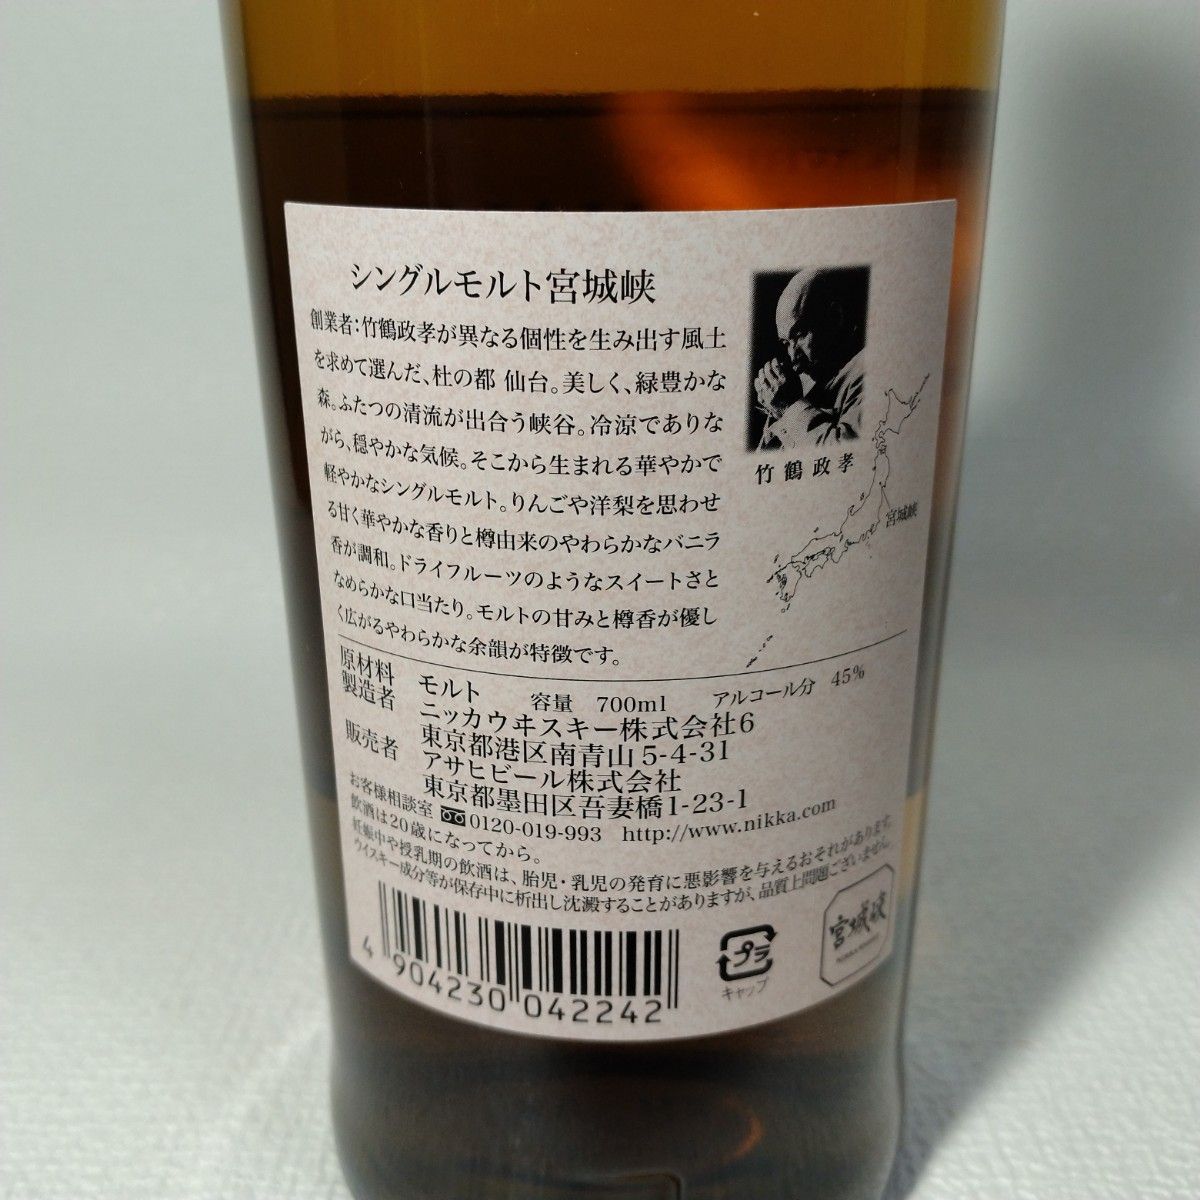 シングルモルト宮城峡
創業者：竹鶴政孝が異なる個性を生み出す風土
を求めて選んだ、杜の都 仙台。美しく、緑豊かな
森。ふたつの清流が出合う峡谷。冷涼でありな
がら、穏やかな気候。そこから生まれる華やかで
軽やかなシングルモルト。りんごや洋梨を思わせ
る甘く華やかな香りと樽由来のやわらかなバニラ
香が調和。ドライフルーツのようなスイートさと
なめらかな口当たり。モルトの甘みと樽香が優し
く広がるやわらかな余韻が特徴です。
竹鶴政孝
宮城峡
原材料 モルト 容量 700ml アルコール分 45%
製造者 ニッカウヰスキー株式会社6
東京都港区南青山5-4-31
販売者 アサヒビール株式会社
東京都墨田区吾妻橋1-23-1
お客様相談室 0120-019-993 http://www.nikka.com
飲酒は20歳になってから。
妊娠中や授乳期の飲酒は、胎児・乳児の発育に悪影響を与えるおそれがあります。
ウイスキー成分等が保存中に析出し沈澱することがありますが、品質上問題ございません。
4 904230 042242
プラ
キャップ
宮城峡